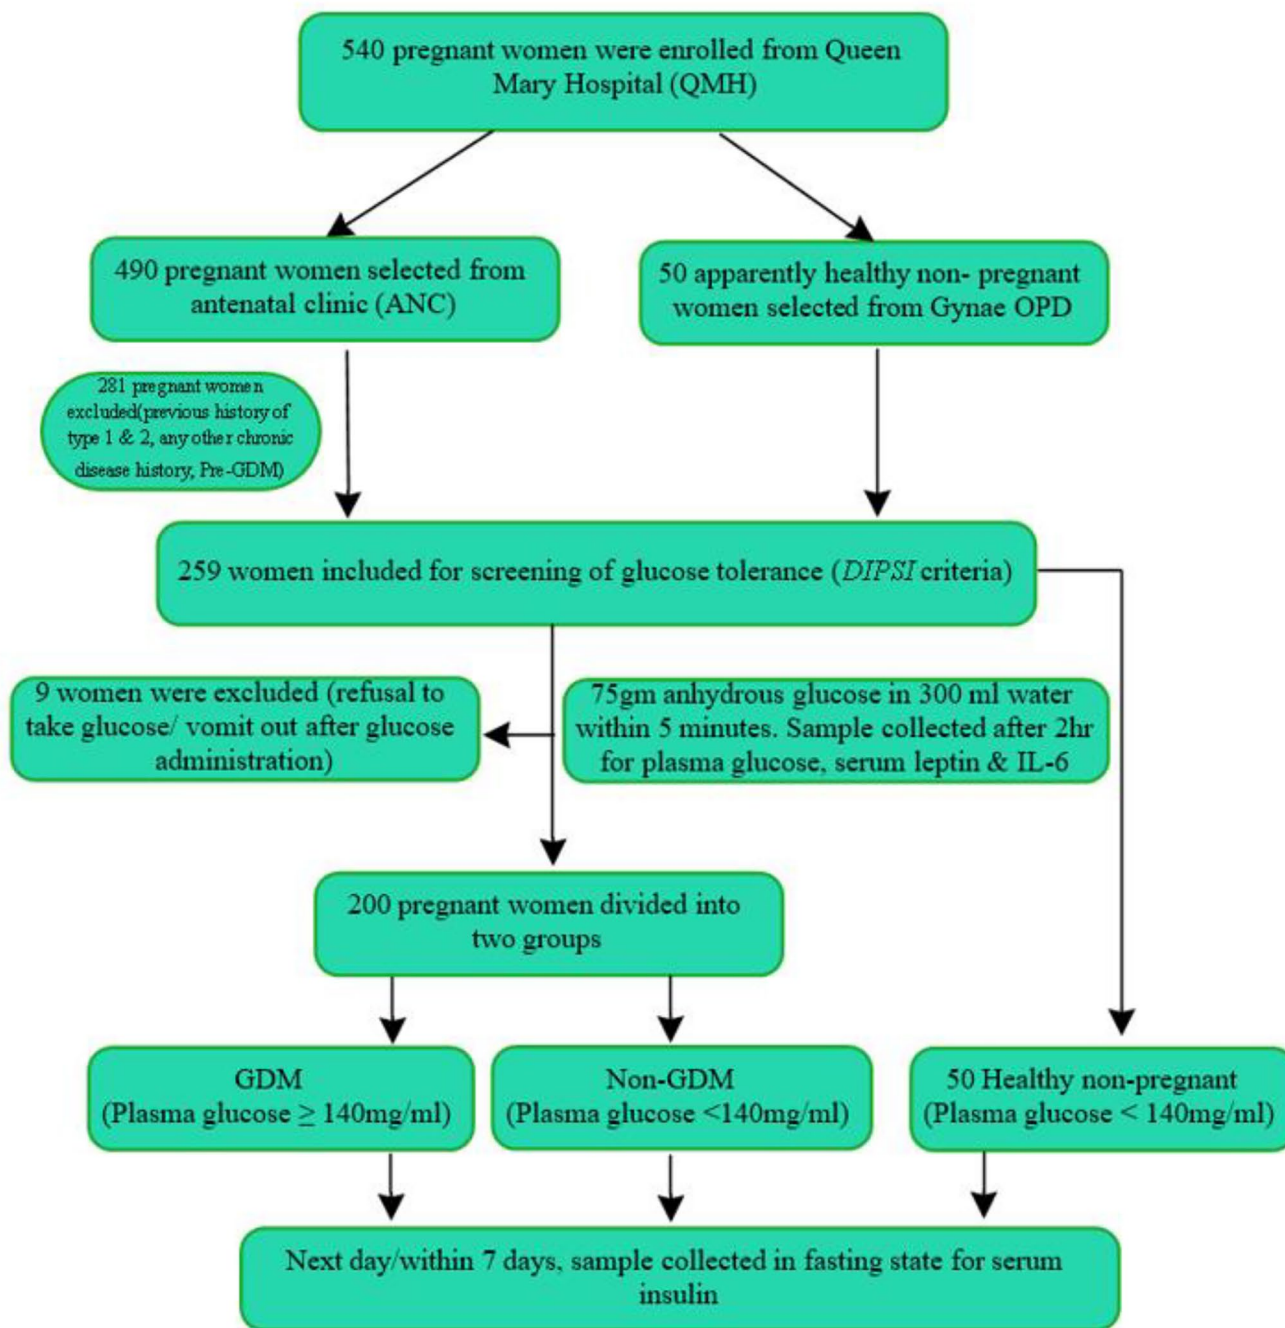 540 pregnant women were enrolled from Queen
Mary Hospital (QMH)
490 pregnant women selected from
antenatal clinic (ANC)
50 apparently healthy non- pregnant
women selected from Gynae OPD
281 pregnant women
excluded(previous history of
type 1 & 2, any other chronic
disease history, Pre-GDM)
259 women included for screening of glucose tolerance (DIPSI criteria)
9 women were excluded (refusal to
take glucose/ vomit out after glucose
administration)
75gm anhydrous glucose in 300 ml water
within 5 minutes. Sample collected after 2hr
for plasma glucose, serum leptin & IL-6
200 pregnant women divided into
two groups
GDM
(Plasma glucose ≥ 140mg/ml)
Non-GDM
(Plasma glucose <140mg/ml)
50 Healthy non-pregnant
(Plasma glucose < 140mg/ml)
Next day/within 7 days, sample collected in fasting state for serum
insulin